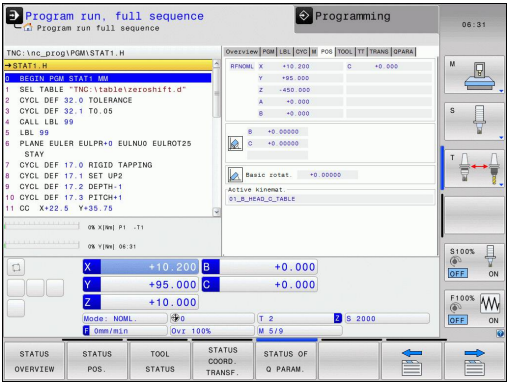 Program run, full sequence
Program run full sequence
Programming
06:31
TNC:\nc_prog\PGM\STAT1.H
→STAT1.H
0 BEGIN PGM STAT1 MM
1 SEL TABLE "TNC:\table\zeroshift.d"
2 CYCL DEF 32.0 TOLERANCE
3 CYCL DEF 32.1 T0.05
4 CALL LBL 99
5 LBL 99
6 PLANE EULER EULPR+0 EULNUO EULROT25
STAY
7 CYCL DEF 17.0 RIGID TAPPING
8 CYCL DEF 17.1 SET UP2
9 CYCL DEF 17.2 DEPTH-1
10 CYCL DEF 17.3 PITCH+1
11 CC X+22.5 Y+35.75
0% X[Nm] P1 -T1
0% Y[Nm] 06:31
Overview PGM LBL CYC M POS TOOL TT TRANS QPARA
RFNOML X +10.200 C +0.000
Y +95.000
Z -450.000
A +0.000
B +0.000
B +0.00000
C +0.00000
Basic rotat. +0.00000
Active kinemat.
01_B_HEAD_C_TABLE
X +10.200 B +0.000
Y +95.000 C +0.000
Z +10.000
Mode: NOML. 0 T 2 Z S 2000
F 0mm/min Ovr 100% M 5/9
M
S
T
S100%
OFF ON
F100%
OFF ON
STATUS OVERVIEW
STATUS POS.
TOOL STATUS
STATUS COORD. TRANSF.
STATUS OF Q PARAM.